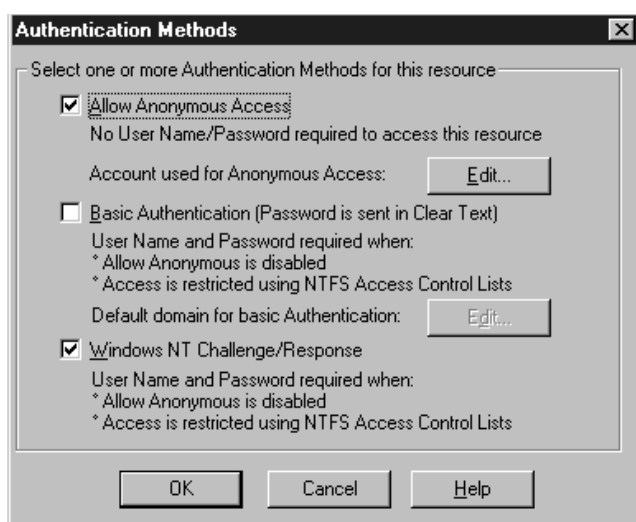 Authentication Methods
Select one or more Authentication Methods for this resource
Allow Anonymous Access
No User Name/Password required to access this resource
Account used for Anonymous Access: Edit...
Basic Authentication (Password is sent in Clear Text)
User Name and Password required when:
* Allow Anonymous is disabled
* Access is restricted using NTFS Access Control Lists
Default domain for basic Authentication: Edit...
Windows NT Challenge/Response
User Name and Password required when:
* Allow Anonymous is disabled
* Access is restricted using NTFS Access Control Lists
OK Cancel Help